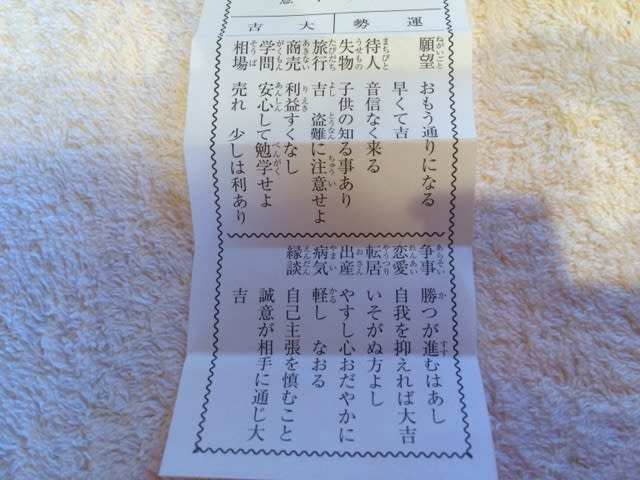 運勢 大吉
願望 おもう通りになる
早くて吉
待人 音信なく来る
失物 子供の知る事あり
旅行 吉 盗難に注意せよ
商売 利益すくなし
学問 安心して勉学せよ
相場 売れ 少しは利あり
争事 勝つが進むはあし
恋愛 自我を抑えれば大吉
転居 いそがぬ方よし
出産 やすし心おだやかに
病気 軽し なおる
縁談 自己主張を慎むこと
誠意が相手に通じ大
吉